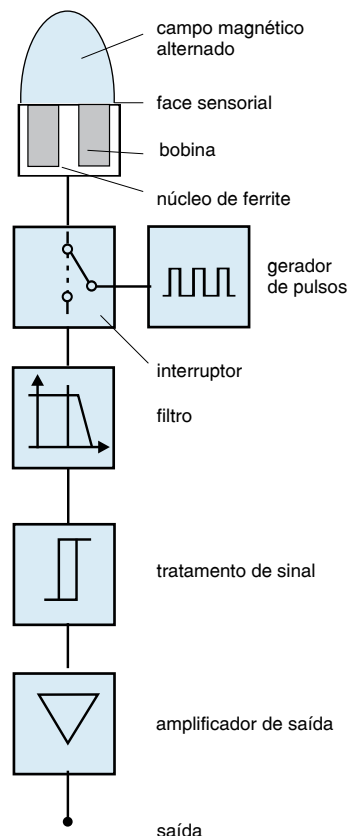 campo magnético
alternado
face sensorial
bobina
núcleo de ferrite
gerador
de pulsos
interruptor
filtro
tratamento de sinal
amplificador de saída
saída